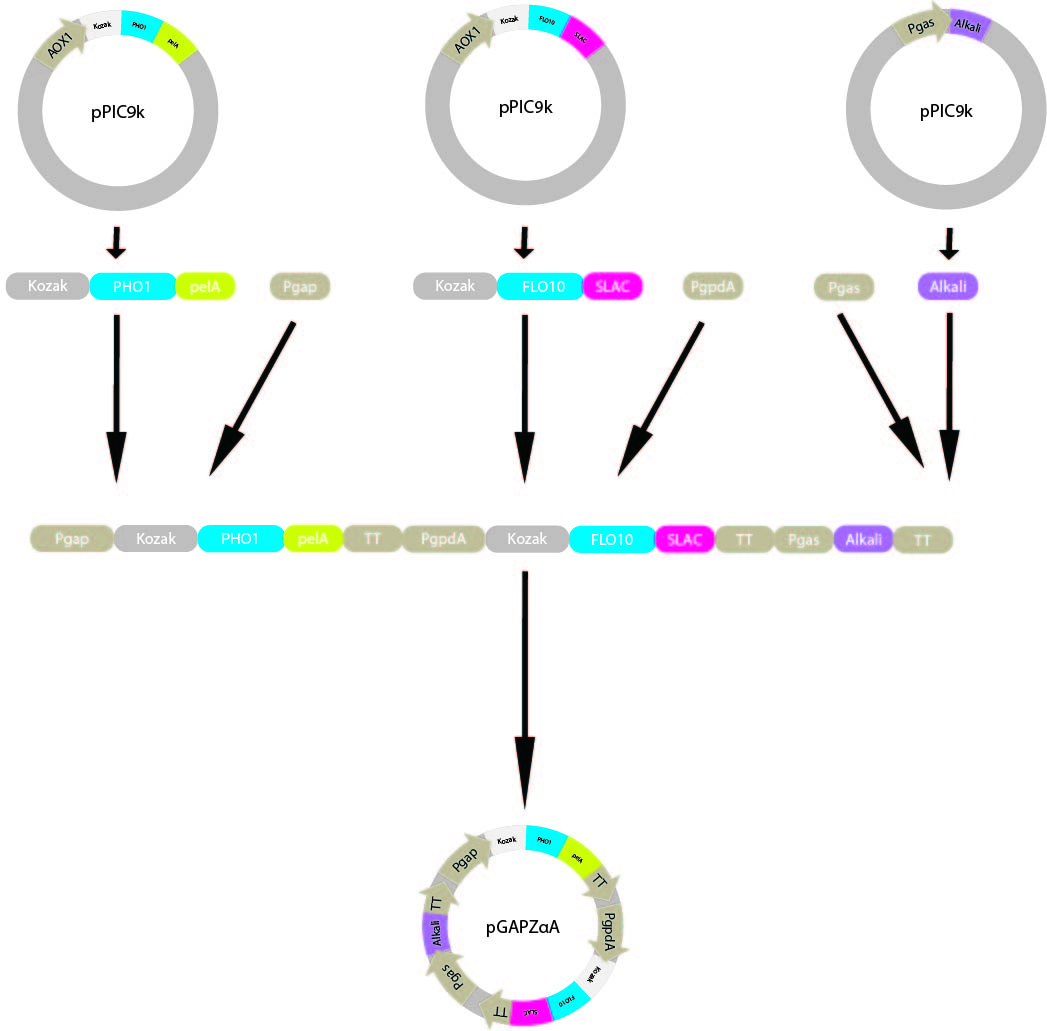 AOX1 Kozak PHO1 pelA
pPIC9k
AOX1 Kozak FLO10 SLAC
pPIC9k
Pgas Alkali
pPIC9k
Kozak PHO1 pelA Pgap
Kozak FLO10 SLAC PgpdA
Pgas Alkali
Pgap Kozak PHO1 pelA TT PgpdA Kozak FLO10 SLAC TT Pgas Alkali TT
Pgap Kozak PHO1 pelA TT PgpdA Kozak FLO10 SLAC TT Pgas Alkali TT
pGAPZαA